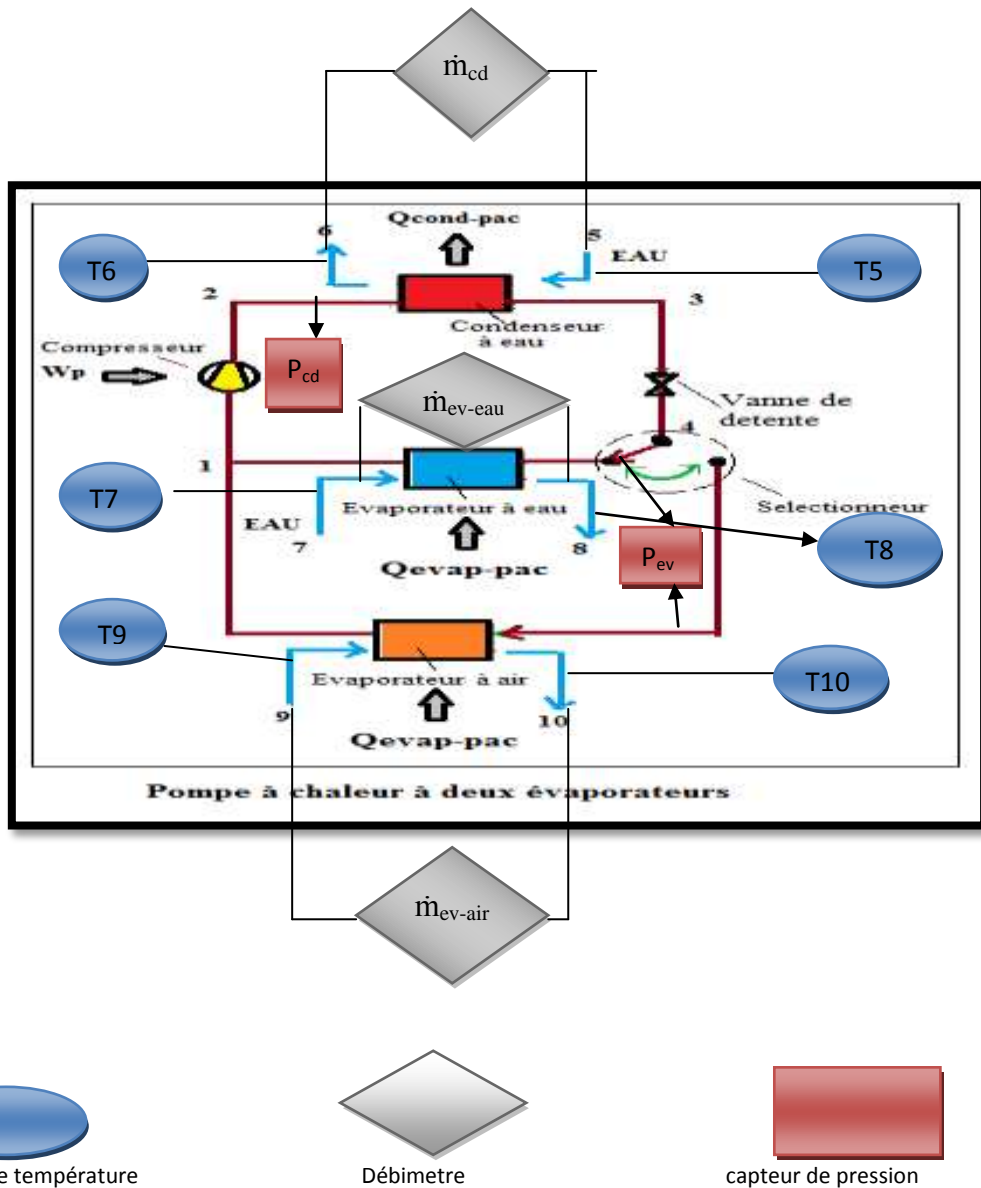 ṁcd
Qcond-pac
6
5
EAU
T6
T5
2
3
Condenseur
à eau
Compresseur
Wp
Pcd
Vanne de
detente
ṁev-eau
4
1
T7
Evaporateur à eau
Selectionneur
EAU
7
8
T8
Qevap-pac
Pev
T9
Evaporateur à air
T10
9
10
Qevap-pac
Pompe à chaleur à deux évaporateurs
ṁev-air
e température
Débimetre
capteur de pression